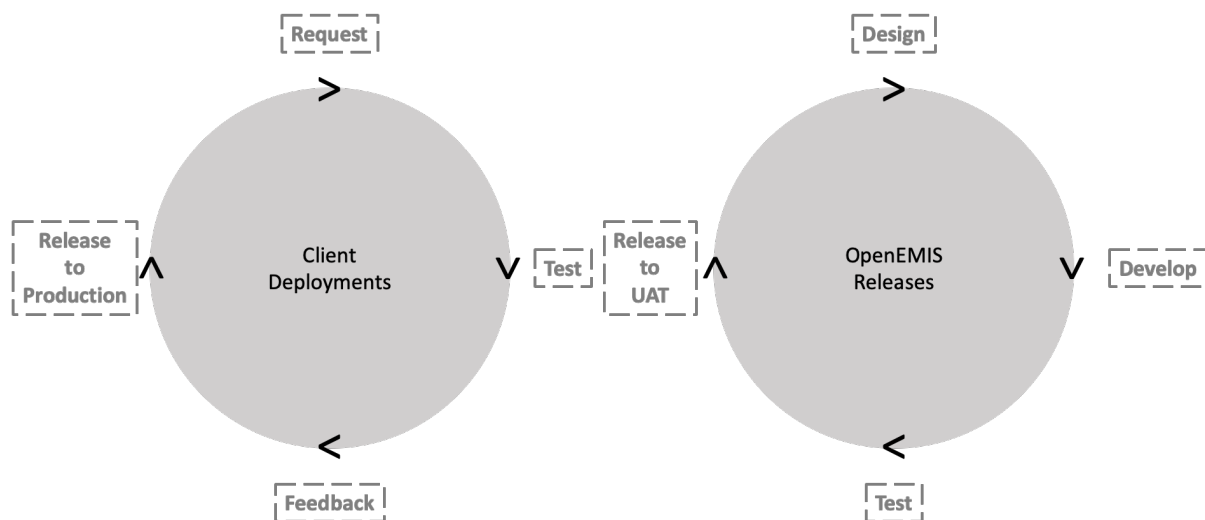 Request
Release
to
Production
Client
Deployments
Test
Feedback
Design
Release
to
UAT
OpenEMIS
Releases
Develop
Test